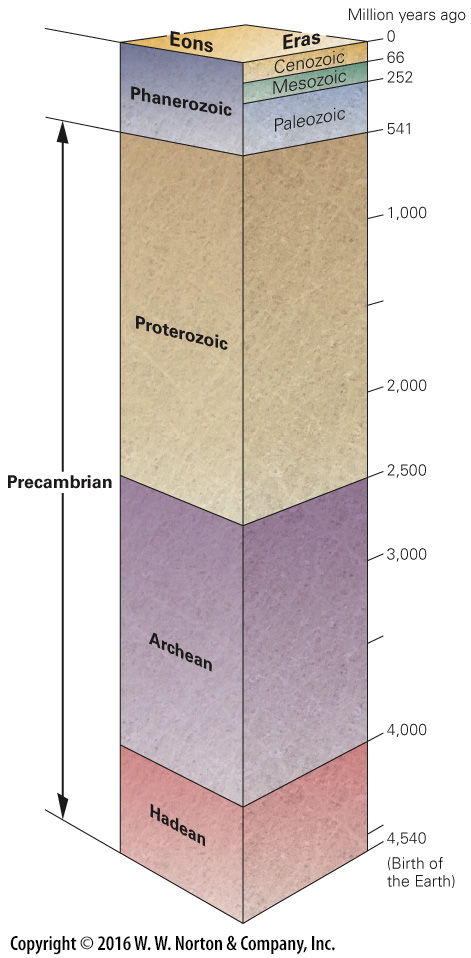 Million years ago
Eons
Eras
0
Cenozoic
66
Mesozoic
252
Phanerozoic
Paleozoic
541
1,000
Proterozoic
2,000
2,500
Precambrian
3,000
Archean
4,000
Hadean
4,540
(Birth of
the Earth)
Copyright © 2016 W. W. Norton & Company, Inc.